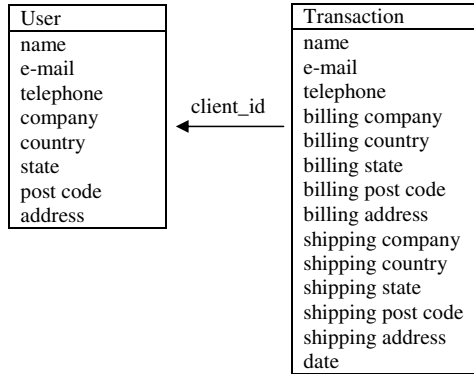 User
name
e-mail
telephone
company
country
state
post code
address
client_id
Transaction
name
e-mail
telephone
billing company
billing country
billing state
billing post code
billing address
shipping company
shipping country
shipping state
shipping post code
shipping address
date